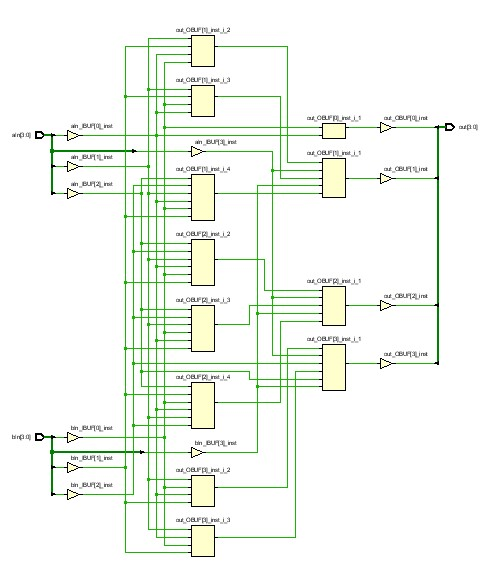 out_OBUF[1]_inst_i_2
out_OBUF[1]_inst_i_3
out_OBUF[0]_inst_i_1
out_OBUF[0]_inst
ain_IBUF[0]_inst
ain[3:0]
out[3:0]
ain_IBUF[3]_inst
out_OBUF[1]_inst_i_1
ain_IBUF[1]_inst
out_OBUF[1]_inst_i_4
out_OBUF[1]_inst
ain_IBUF[2]_inst
out_OBUF[2]_inst_i_2
out_OBUF[2]_inst_i_1
out_OBUF[2]_inst
out_OBUF[2]_inst_i_3
out_OBUF[3]_inst_i_1
out_OBUF[3]_inst
out_OBUF[2]_inst_i_4
bin_IBUF[0]_inst
bin[3:0]
bin_IBUF[3]_inst
bin_IBUF[1]_inst
out_OBUF[3]_inst_i_2
bin_IBUF[2]_inst
out_OBUF[3]_inst_i_3